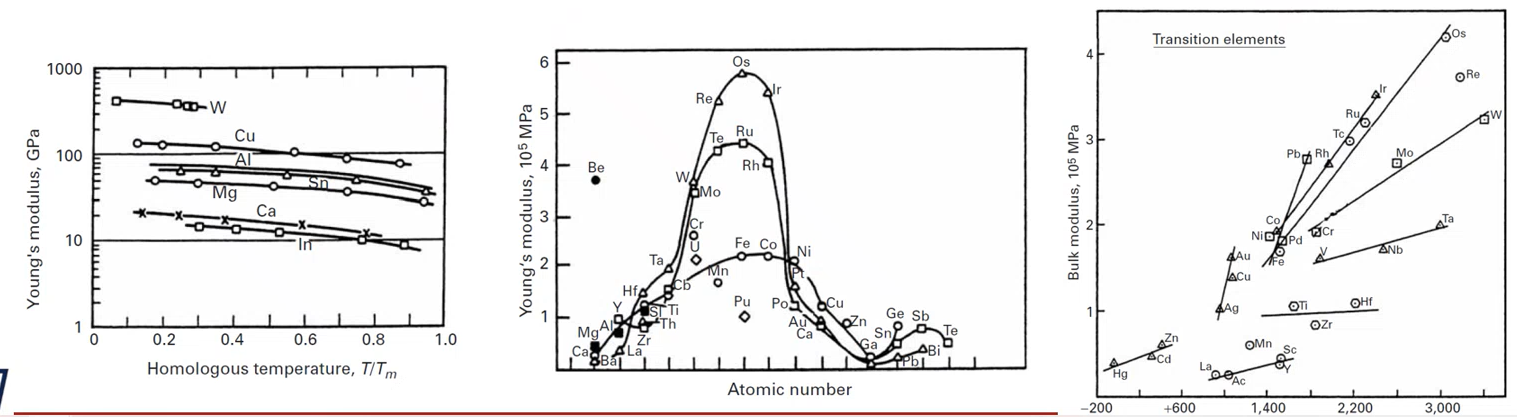 1000
100
10
1
0
0.2
0.4
0.6
0.8
1.0
Young's modulus, GPa
Homologous temperature, T/Tm
W
Cu
Al
Sn
Mg
Ca
In
6
5
4
3
2
1
Young's modulus, 10⁵ MPa
Atomic number
Os
Re
Ir
Te
Ru
Rh
Be
W
Mo
Cr
U
Fe
Co
Ni
Ta
Mn
Pt
Hf
Cb
Y
Ti
Pu
Po
Cu
Al
Th
Au
Zn
Ge
Sb
Mg
Zr
Ca
Sn
Te
Ca
La
Ga
Bi
Ba
Pb
Transition elements
4
3
2
1
Bulk modulus, 10⁵ MPa
-200
+600
1,400
2,200
3,000
Os
Re
Ir
Ru
W
Tc
Pb
Rh
Mo
Co
Ta
Ni
Pd
Cr
Fe
V
Nb
Au
Cu
Ag
Ti
Hf
Zr
Zn
Mn
Sc
Cd
Hg
La
Y
Ac